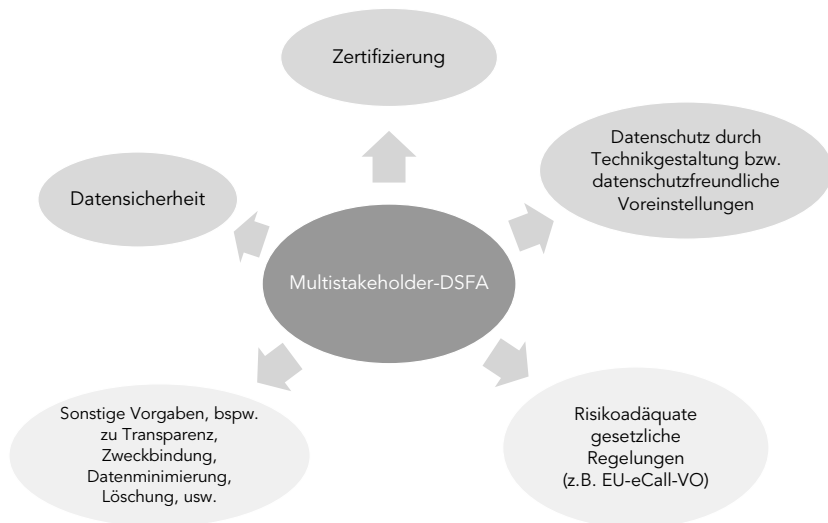 Zertifizierung
Datenschutz durch
Technikgestaltung bzw.
datenschutzfreundliche
Voreinstellungen
Datensicherheit
Multistakeholder-DSFA
Sonstige Vorgaben, bspw.
zu Transparenz,
Zweckbindung,
Datenminimierung,
Löschung, usw.
Risikoadäquate
gesetzliche
Regelungen
(z.B. EU-eCall-VO)